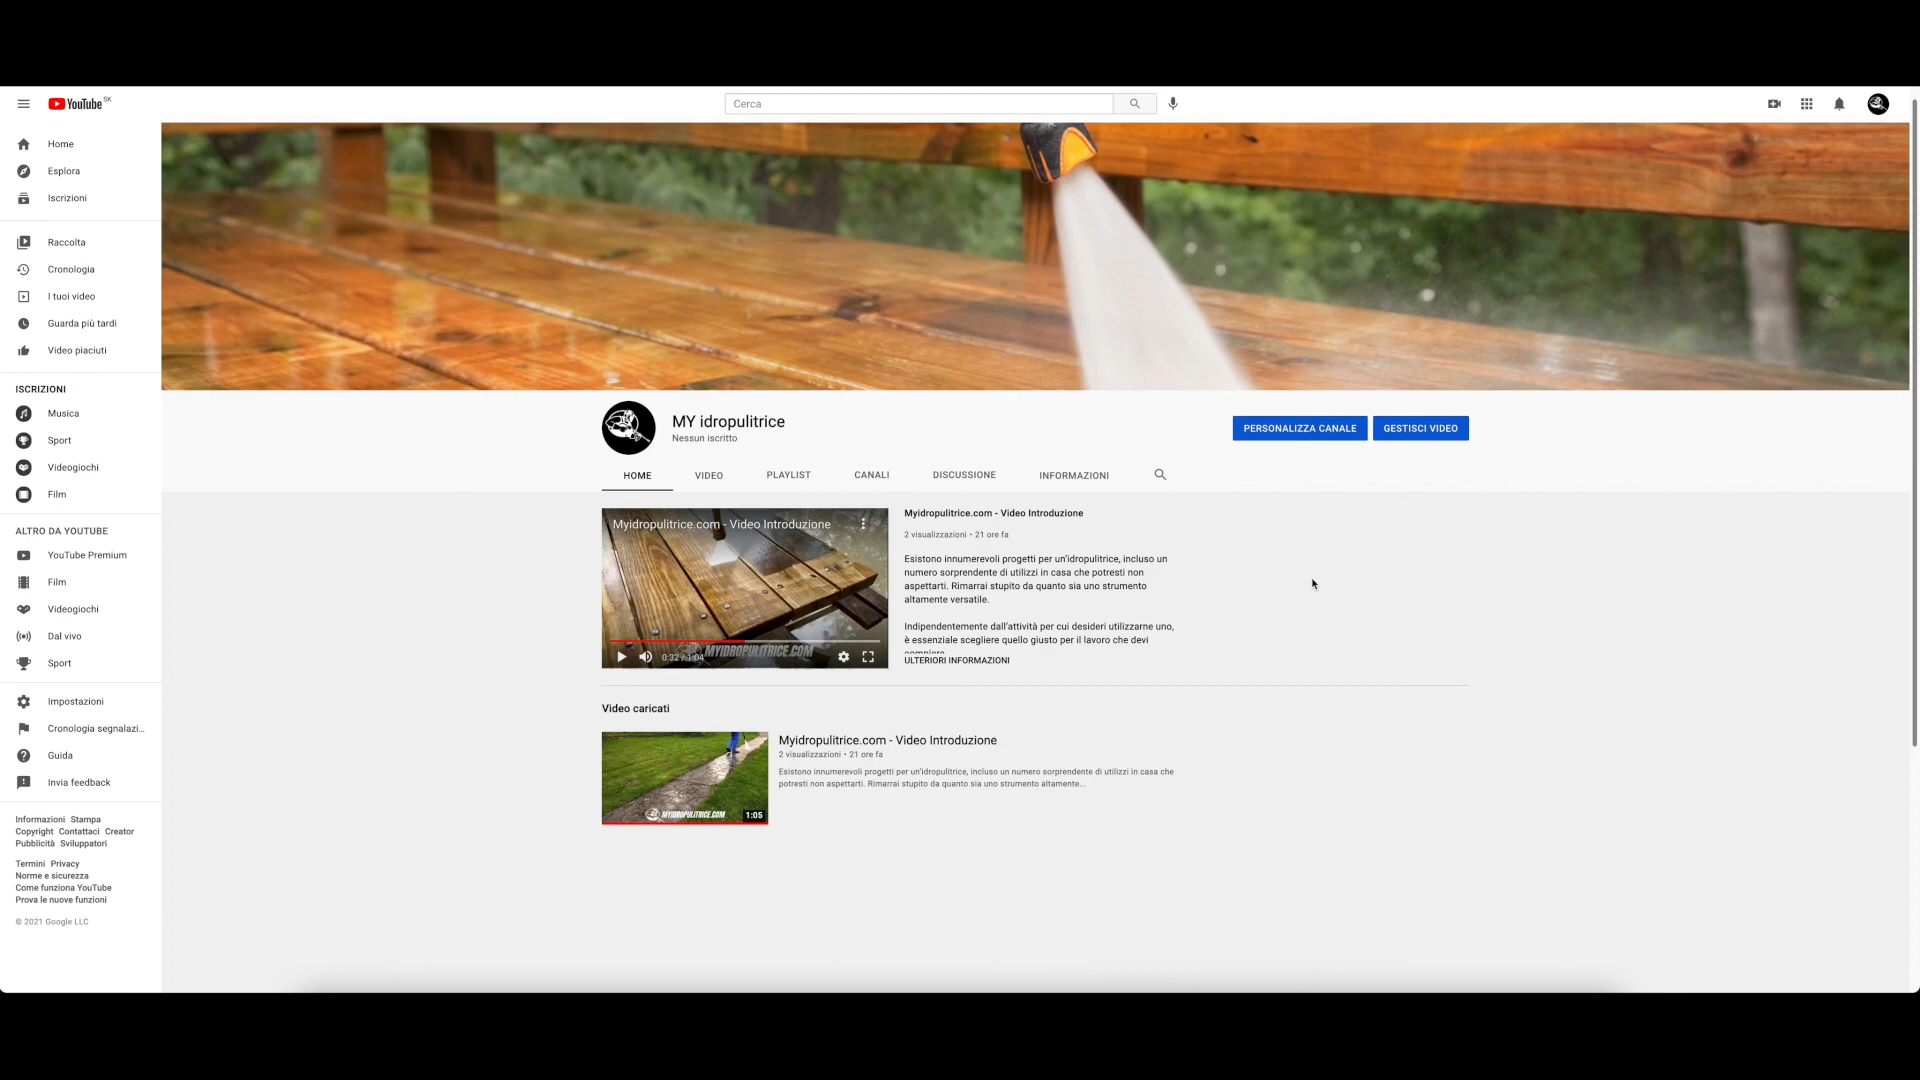 YouTube SK
Cerca
Home
Esplora
Iscrizioni
Raccolta
Cronologia
I tuoi video
Guarda più tardi
Video piaciuti
ISCRIZIONI
Musica
Sport
Videogiochi
Film
ALTRO DA YOUTUBE
YouTube Premium
Film
Videogiochi
Dal vivo
Sport
Impostazioni
Cronologia segnalazi...
Guida
Invia feedback
Informazioni Stampa
Copyright Contattaci Creator
Pubblicità Sviluppatori
Termini Privacy
Norme e sicurezza
Come funziona YouTube
Prova le nuove funzioni
© 2021 Google LLC
MY idropulitrice
Nessun iscritto
PERSONALIZZA CANALE
GESTISCI VIDEO
HOME VIDEO PLAYLIST CANALI DISCUSSIONE INFORMAZIONI
Myidropulitrice.com - Video Introduzione
MYIDROPULITRICE.COM
0:32 / 1:04
Myidropulitrice.com - Video Introduzione
2 visualizzazioni • 21 ore fa
Esistono innumerevoli progetti per un'idropulitrice, incluso un
numero sorprendente di utilizzi in casa che potresti non
aspettarti. Rimarrai stupito da quanto sia uno strumento
altamente versatile.
Indipendentemente dall'attività per cui desideri utilizzarne uno,
è essenziale scegliere quello giusto per il lavoro che devi
ULTERIORI INFORMAZIONI
Video caricati
MYIDROPULITRICE.COM
1:05
Myidropulitrice.com - Video Introduzione
2 visualizzazioni • 21 ore fa
Esistono innumerevoli progetti per un'idropulitrice, incluso un numero sorprendente di utilizzi in casa che
potresti non aspettarti. Rimarrai stupito da quanto sia uno strumento altamente...